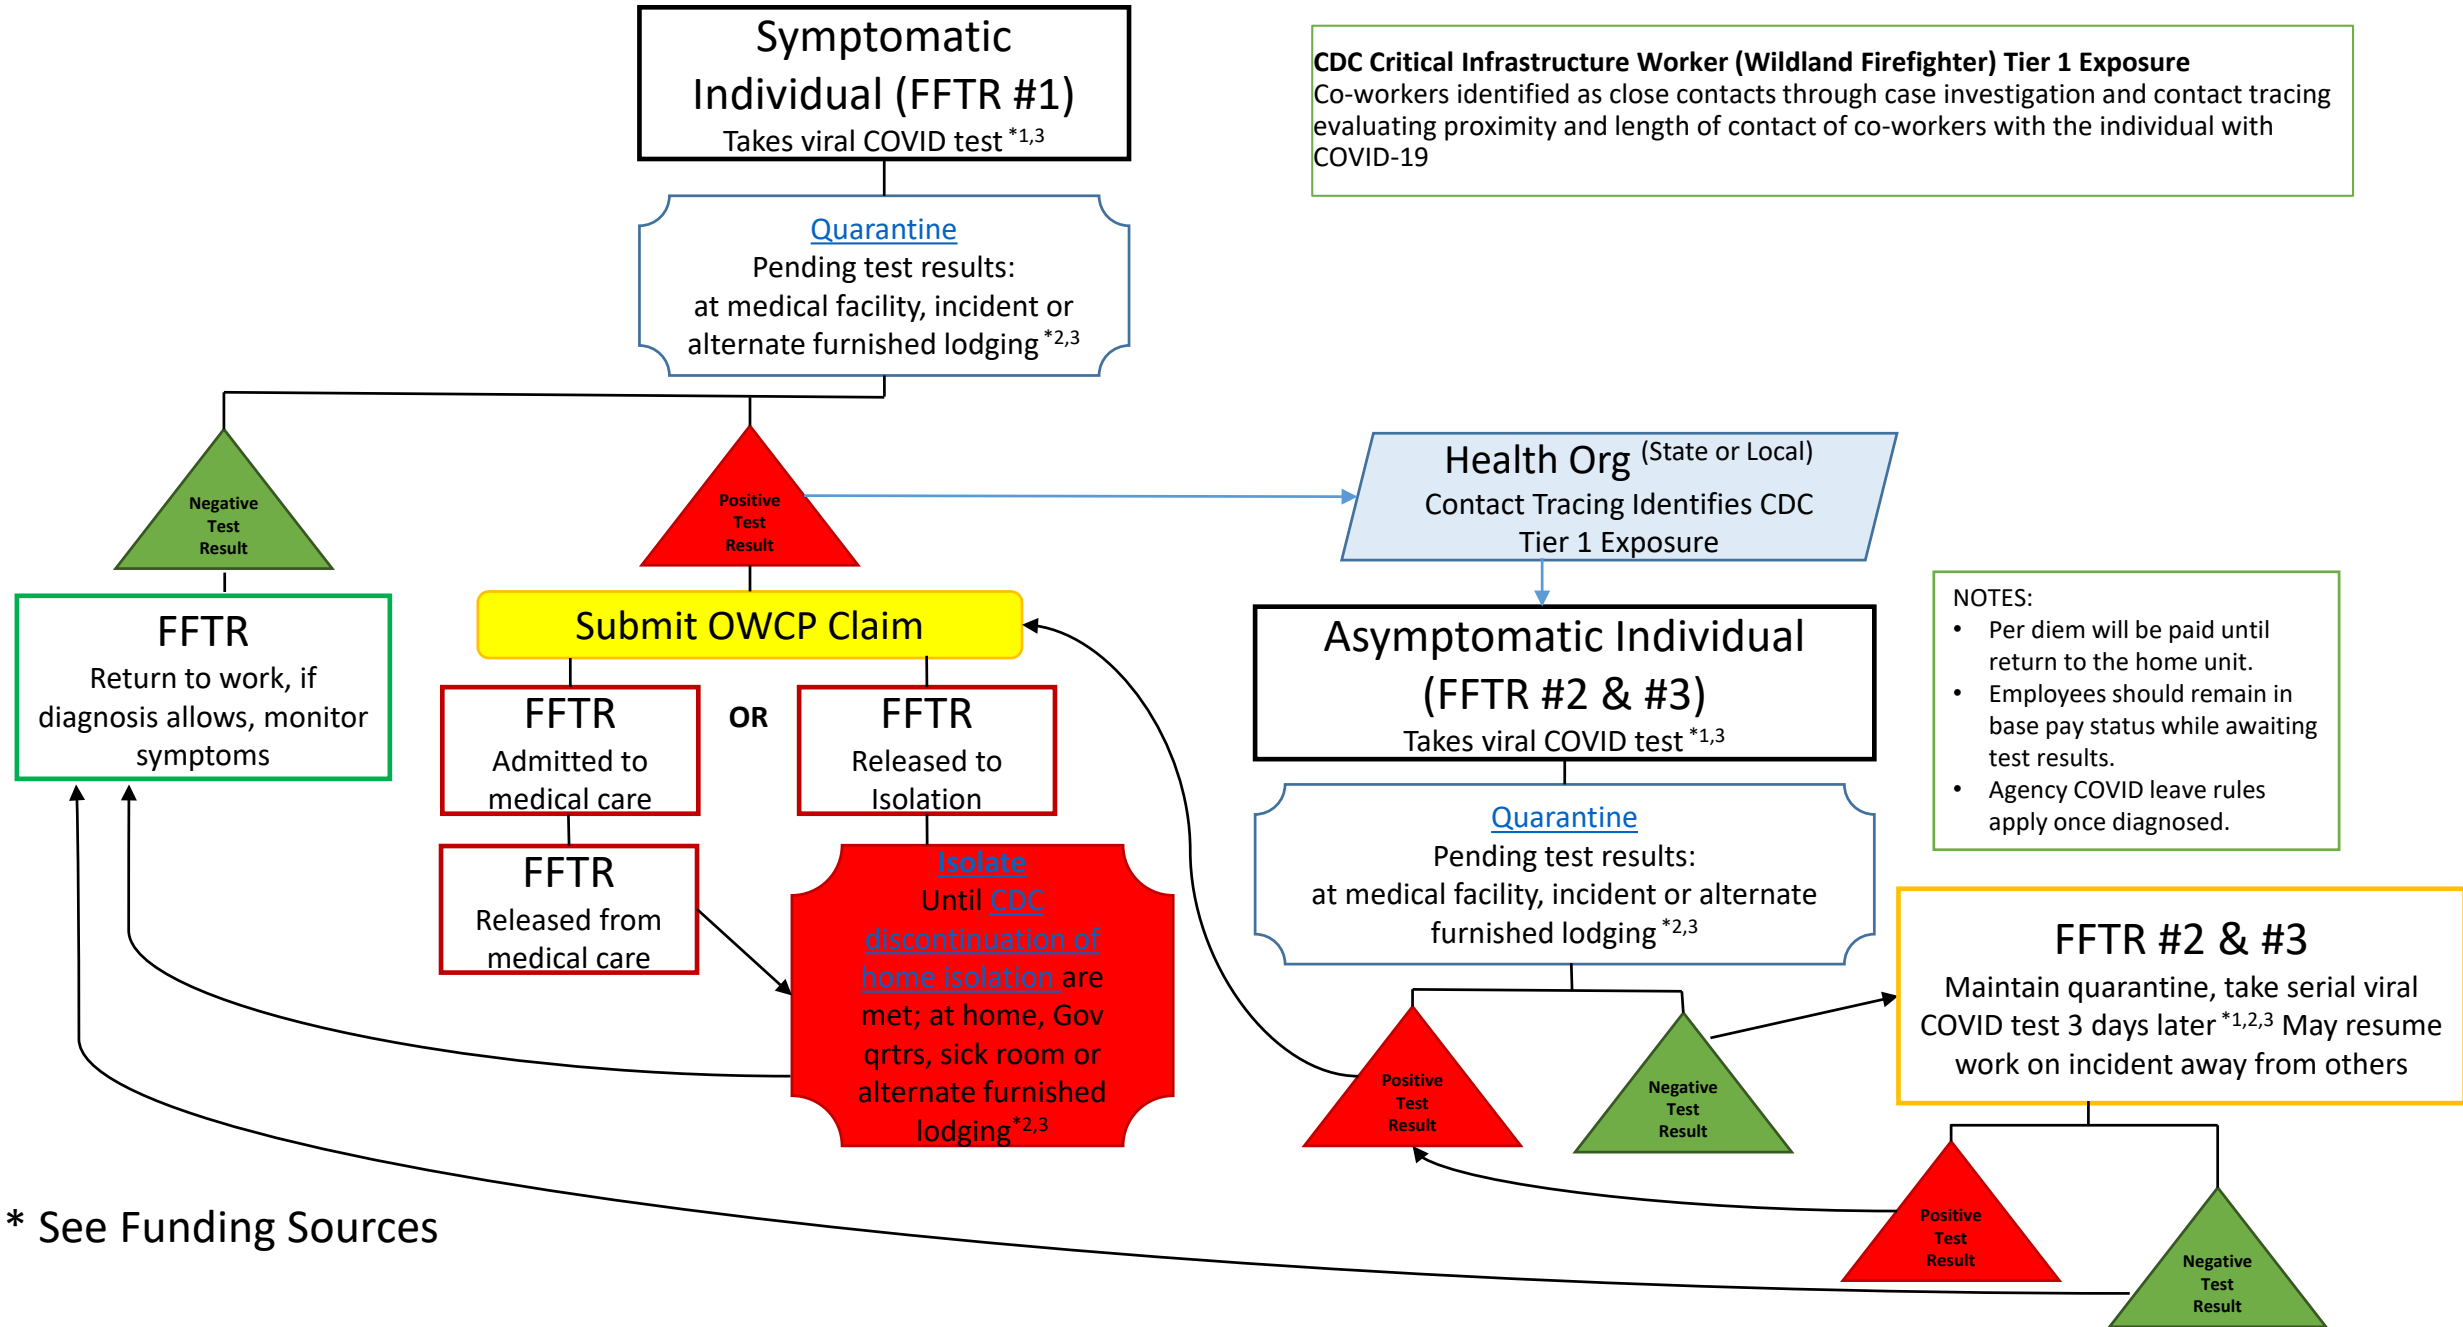 Symptomatic
Individual (FFTR #1)
Takes viral COVID test *1,3
CDC Critical Infrastructure Worker (Wildland Firefighter) Tier 1 Exposure
Co-workers identified as close contacts through case investigation and contact tracing
evaluating proximity and length of contact of co-workers with the individual with
COVID-19
Quarantine
Pending test results:
at medical facility, incident or
alternate furnished lodging *2,3
Negative
Test
Result
Positive
Test
Result
Health Org (State or Local)
Contact Tracing Identifies CDC
Tier 1 Exposure
FFTR
Return to work, if
diagnosis allows, monitor
symptoms
Submit OWCP Claim
FFTR
Admitted to
medical care
OR
FFTR
Released to
Isolation
FFTR
Released from
medical care
Isolate
Until CDC
discontinuation of
home isolation are
met; at home, Gov
qrtrs, sick room or
alternate furnished
lodging*2,3
Asymptomatic Individual
(FFTR #2 & #3)
Takes viral COVID test *1,3
Quarantine
Pending test results:
at medical facility, incident or alternate
furnished lodging *2,3
NOTES:
• Per diem will be paid until
return to the home unit.
• Employees should remain in
base pay status while awaiting
test results.
• Agency COVID leave rules
apply once diagnosed.
FFTR #2 & #3
Maintain quarantine, take serial viral
COVID test 3 days later *1,2,3 May resume
work on incident away from others
Positive
Test
Result
Negative
Test
Result
Positive
Test
Result
Negative
Test
Result
* See Funding Sources